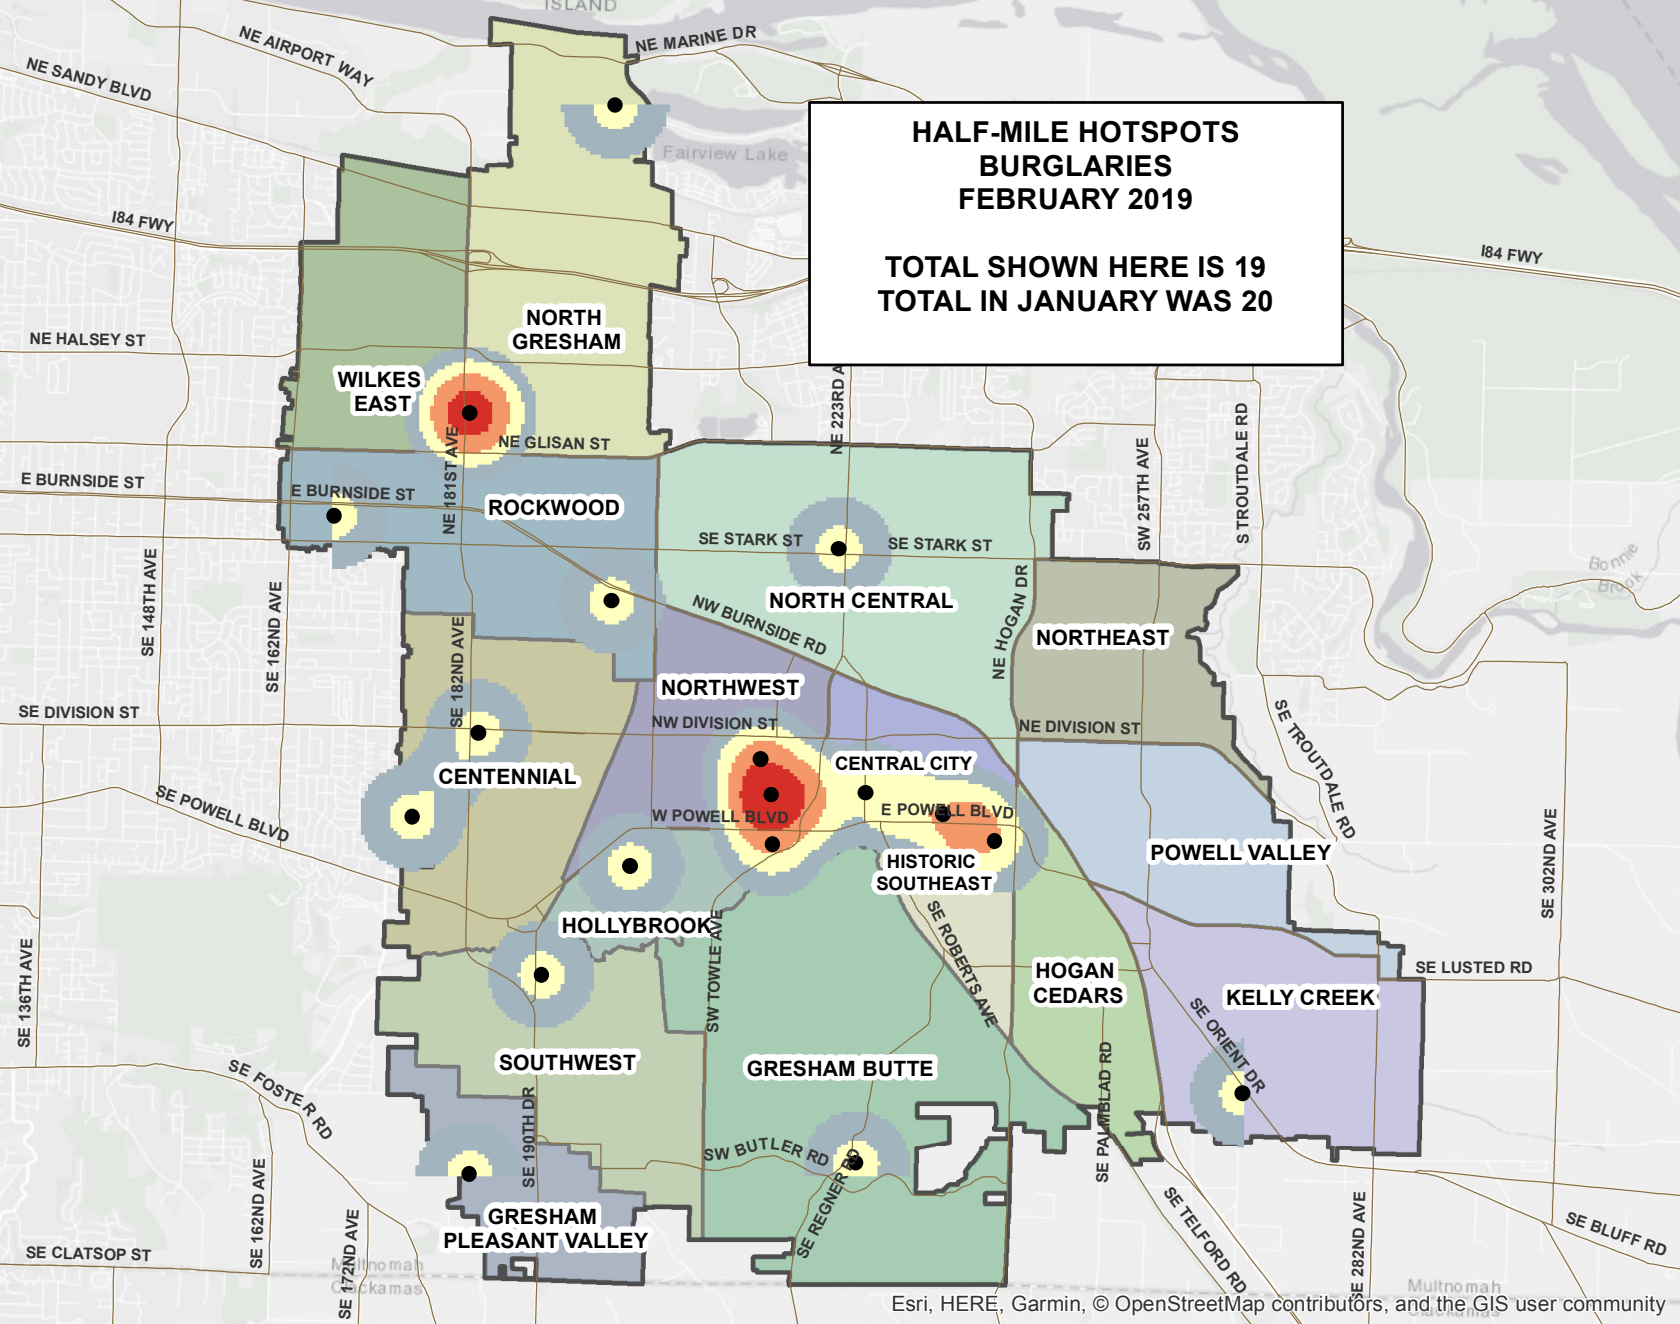 ISLAND
NE MARINE DR
NE AIRPORT WAY
NE SANDY BLVD
HALF-MILE HOTSPOTS
BURGLARIES
FEBRUARY 2019
TOTAL SHOWN HERE IS 19
TOTAL IN JANUARY WAS 20
Fairview Lake
I84 FWY
I84 FWY
NORTH
GRESHAM
NE HALSEY ST
WILKES
EAST
NE 223RD A
S TROUTDALE RD
SW 257TH AVE
NE GLISAN ST
NE 181ST AVE
E BURNSIDE ST
E BURNSIDE ST
ROCKWOOD
SE STARK ST
SE STARK ST
Bonnie
Brook
SE 148TH AVE
SE 162ND AVE
NORTH CENTRAL
NE HOGAN DR
NORTHEAST
NW BURNSIDE RD
SE 182ND AVE
NORTHWEST
SE DIVISION ST
NW DIVISION ST
NE DIVISION ST
SE TROUTDALE RD
CENTENNIAL
CENTRAL CITY
SE POWELL BLVD
W POWELL BLVD
E POWELL BLVD
POWELL VALLEY
HISTORIC
SOUTHEAST
SE 302ND AVE
HOLLYBROOK
SW TOWLE AVE
SE ROBERTS AVE
SE 136TH AVE
HOGAN
CEDARS
SE LUSTED RD
KELLY CREEK
SE ORIENT DR
SOUTHWEST
GRESHAM BUTTE
SE FOSTER RD
SE 190TH DR
SE PALMBLAD RD
SW BUTLER RD
SE REGNER RD
SE 162ND AVE
SE 172ND AVE
GRESHAM
PLEASANT VALLEY
SE TELFORD RD
SE 282ND AVE
SE BLUFF RD
SE CLATSOP ST
Multnomah
Clackamas
Multnomah
Clackamas
Esri, HERE, Garmin, © OpenStreetMap contributors, and the GIS user community